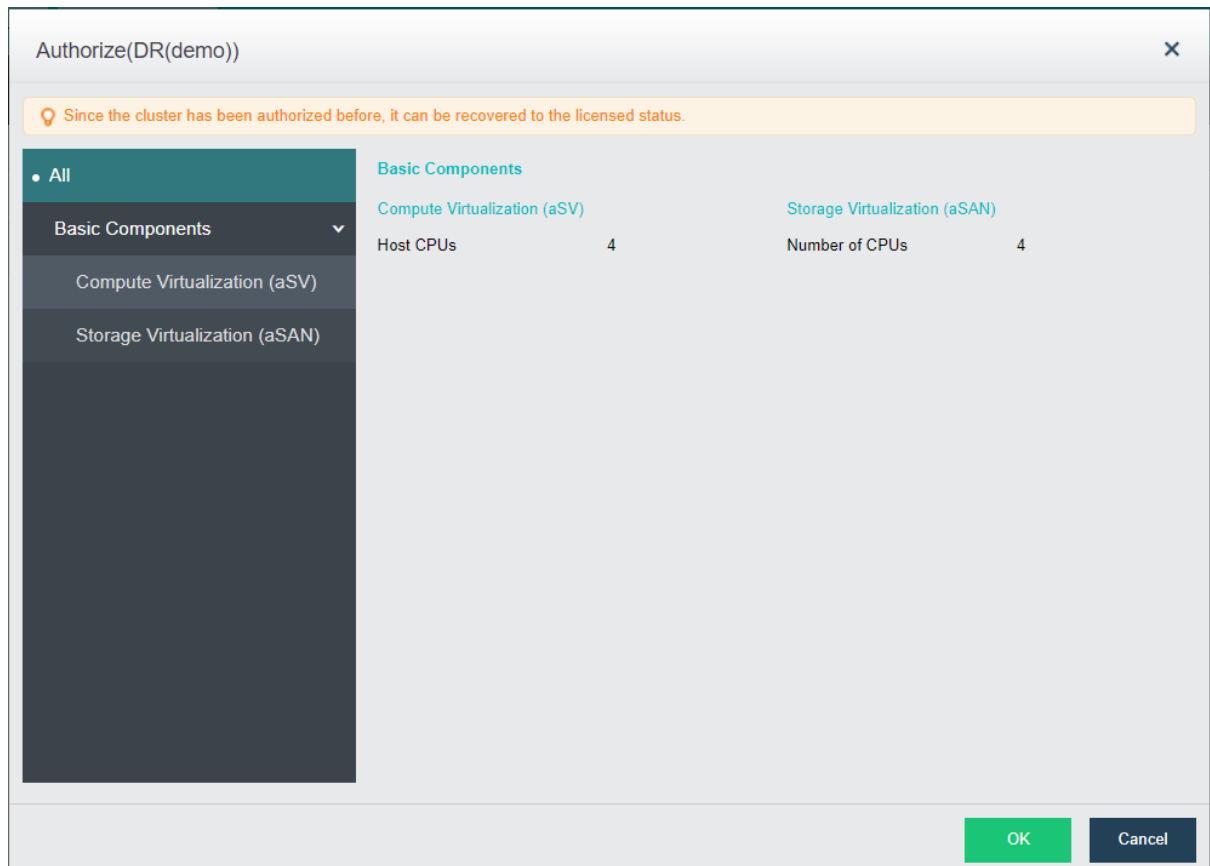 Authorize(DR(demo))
Since the cluster has been authorized before, it can be recovered to the licensed status.
All
Basic Components
Compute Virtualization (aSV)
Storage Virtualization (aSAN)
Basic Components
Compute Virtualization (aSV)
Host CPUs 4
Storage Virtualization (aSAN)
Number of CPUs 4
OK
Cancel